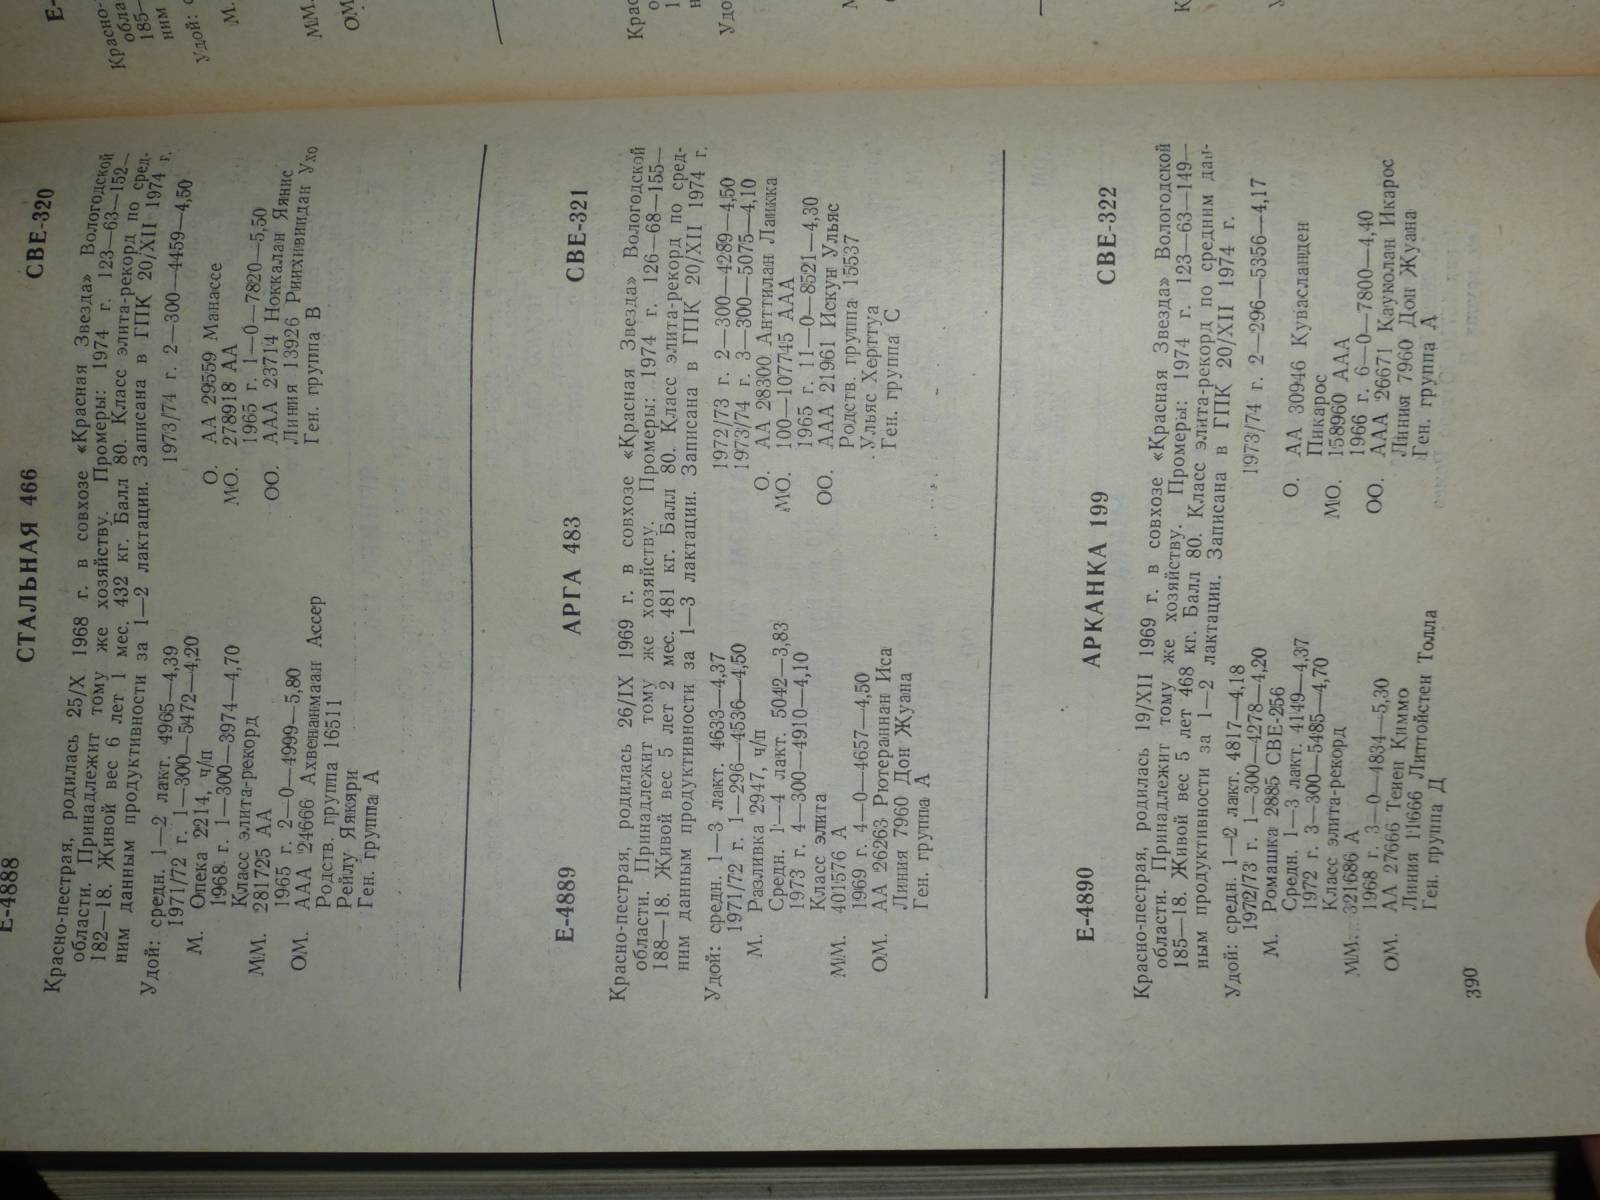 Е-4888 СТАЛЬНАЯ 466 СВЕ-320
Красно-пестрая, родилась 25/X 1968 г. в совхозе «Красная Звезда» Вологодской
области. Принадлежит тому же хозяйству. Промеры: 1974 г. 123—63—152—
182—18. Живой вес 6 лет 1 мес. 432 кг. Балл 80. Класс элита-рекорд по сред-
ним данным продуктивности за 1—2 лактации. Записана в ГПК 20/XII 1974 г.
Удой: средн. 1—2 лакт. 4965—4,39
1971/72 г. 1—300—5472—4,20
1973/74 г. 2—300—4459—4,50
М. Опека 2214, ч/п
1968 г. 1—300—3974—4,70
Класс элита-рекорд
ММ. 281725 АА
1965 г. 2—0—4999—5,80
ОМ. ААА 24666 Ахвенанмаан Ассер
Родств. группа 16511
Рейлу Яякяри
Ген. группа А
О. АА 29559 Манассе
МО. 278918 АА
1965 г. 1—0—7820—5,50
ОО. ААА 23714 Ноккалан Яянис
Линия 13926 Риихивиидан Ухо
Ген. группа В
Е-4889 АРГА 483 СВЕ-321
Красно-пестрая, родилась 26/IX 1969 г. в совхозе «Красная Звезда» Вологодской
области. Принадлежит тому же хозяйству. Промеры: 1974 г. 126—68—155—
188—18. Живой вес 5 лет 2 мес. 481 кг. Балл 80. Класс элита-рекорд по сред-
ним данным продуктивности за 1—3 лактации. Записана в ГПК 20/XII 1974 г.
Удой: средн. 1—3 лакт. 4633—4,37
1971/72 г. 1—296—4536—4,50
1972/73 г. 2—300—4289—4,50
1973/74 г. 3—300—5075—4,10
М. Разливка 2947, ч/п
Средн. 1—4 лакт. 5042—3,83
1973 г. 4—300—4910—4,10
Класс элита
ММ. 401576 А
1969 г. 4—0—4657—4,50
ОМ. АА 26263 Рютераннан Иса
Линия 7960 Дон Жуана
Ген. группа А
О. АА 28300 Анттилан Лаикка
МО. 100—107745 ААА
1965 г. 11—0—8521—4,30
ОО. ААА 21961 Искун Ульяс
Родств. группа 15537
Ульяс Херттуа
Ген. группа С
Е-4890 АРКАНКА 199 СВЕ-322
Красно-пестрая, родилась 19/XII 1969 г. в совхозе «Красная Звезда» Вологодской
области. Принадлежит тому же хозяйству. Промеры: 1974 г. 123—63—149—
185—18. Живой вес 5 лет 468 кг. Балл 80. Класс элита-рекорд по средним дан-
ным продуктивности за 1—2 лактации. Записана в ГПК 20/XII 1974 г.
Удой: средн. 1—2 лакт. 4817—4,18
1972/73 г. 1—300—4278—4,20
1973/74 г. 2—296—5356—4,17
М. Ромашка 2885 СВЕ-256
Средн. 1—3 лакт. 4149—4,37
1972 г. 3—300—5485—4,70
Класс элита-рекорд
ММ. 321686 А
1968 г. 3—0—4834—5,30
ОМ. АА 27666 Тенен Киммо
Линия 11666 Липтойстен Толла
Ген. группа Д
О. АА 30946 Кувасланцен
Пикарос
МО. 158960 ААА
1966 г. 6—0—7800—4,40
ОО. ААА 26671 Кауколан Икарос
Линия 7960 Дон Жуана
Ген. группа А
390